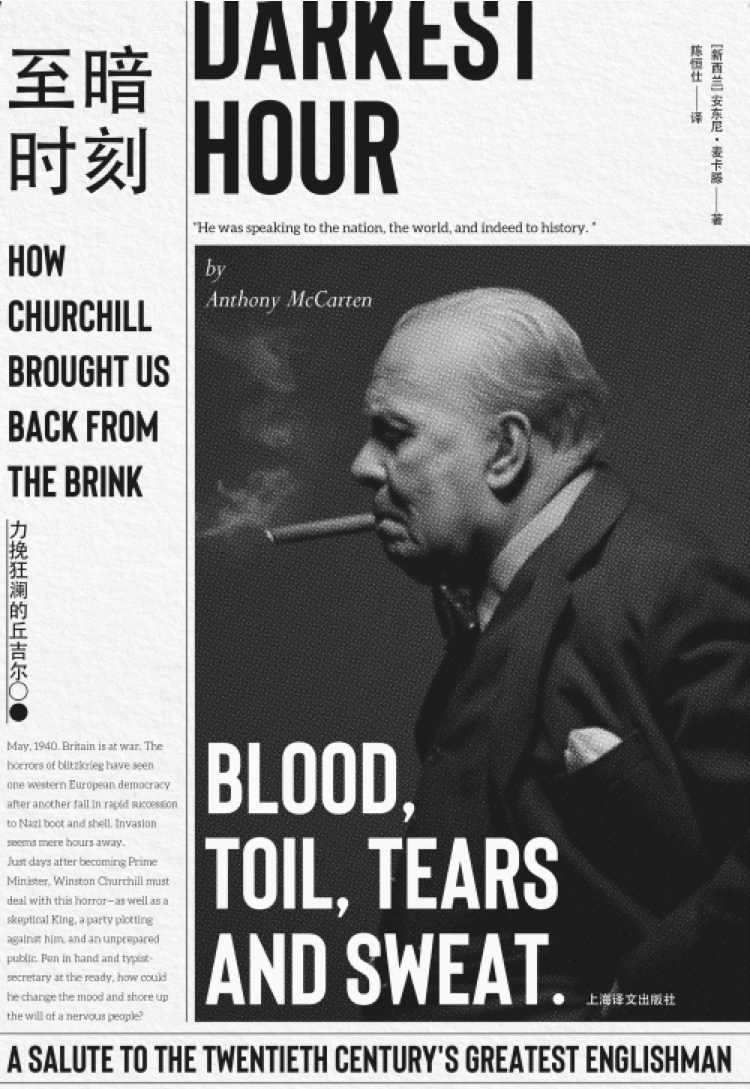 至暗
时刻
DARKEST
HOUR
[新西兰] 安东尼·麦卡滕——著
陈恒仕——译
"He was speaking to the nation, the world, and indeed to history. "
HOW
CHURCHILL
BROUGHT US
BACK FROM
THE BRINK
力挽狂澜的丘吉尔
by
Anthony McCarten
May, 1940. Britain is at war. The
horrors of blitzkrieg have seen
one western European democracy
after another fall in rapid succession
to Nazi boot and shell. Invasion
seems mere hours away.
Just days after becoming Prime
Minister, Winston Churchill must
deal with this horror—as well as a
skeptical King, a party plotting
against him, and an unprepared
public. Pen in hand and typist-
secretary at the ready, how could
he change the mood and shore up
the will of a nervous people?
BLOOD,
TOIL, TEARS
AND SWEAT.
上海译文出版社
A SALUTE TO THE TWENTIETH CENTURY'S GREATEST ENGLISHMAN